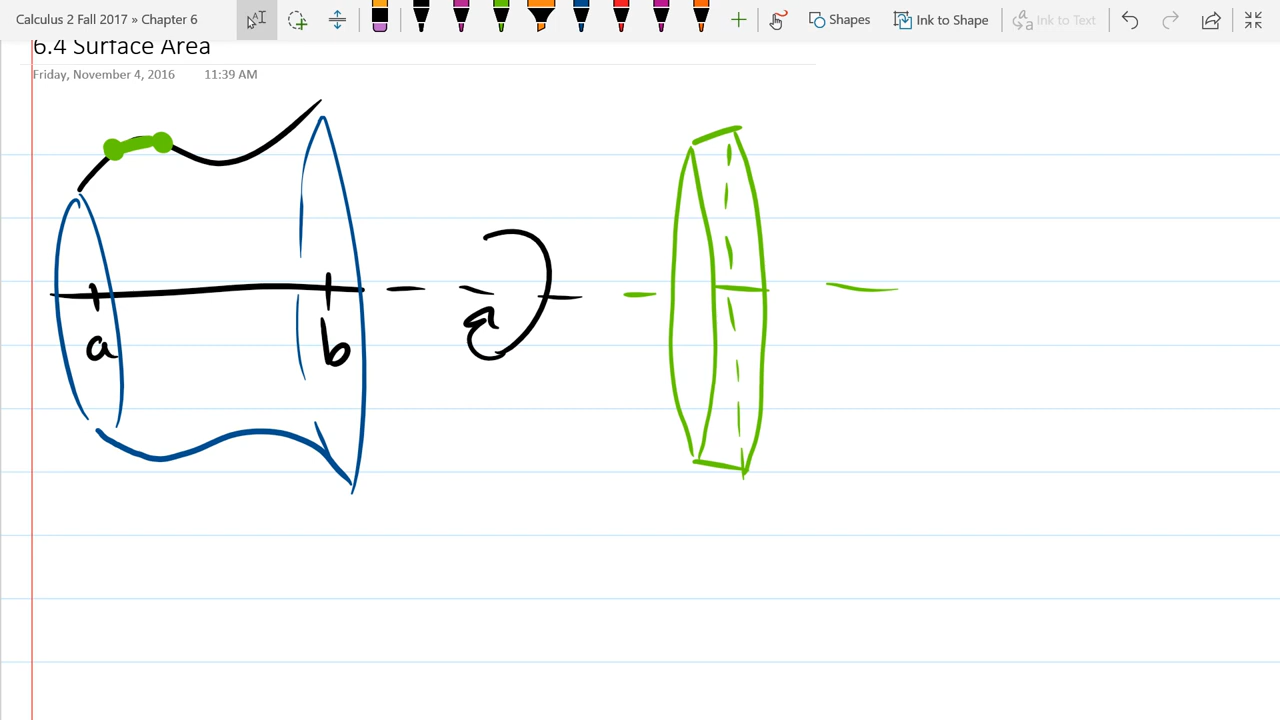 Calculus 2 Fall 2017 » Chapter 6
Shapes
Ink to Shape
Ink to Text
6.4 Surface Area
Friday, November 4, 2016 11:39 AM
a
b